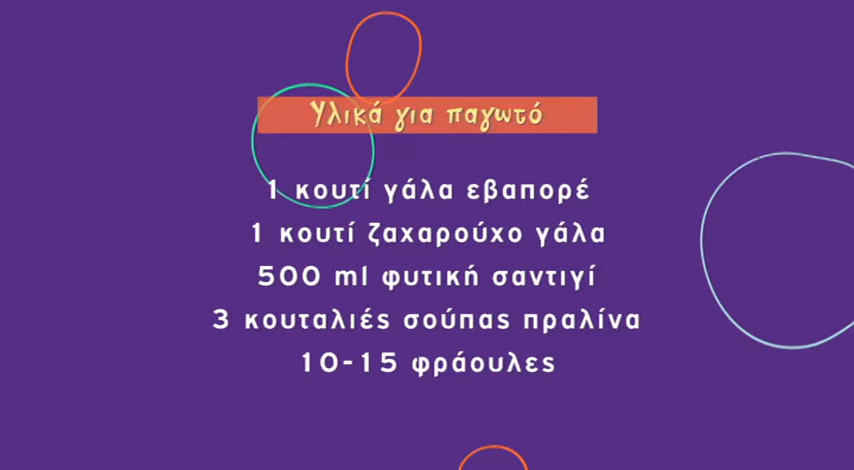 Υλικά για παγωτό
1 κουτί γάλα εβαπορέ
1 κουτί ζαχαρούχο γάλα
500 ml φυτική σαντιγί
3 κουταλιές σούπας πραλίνα
10-15 φράουλες